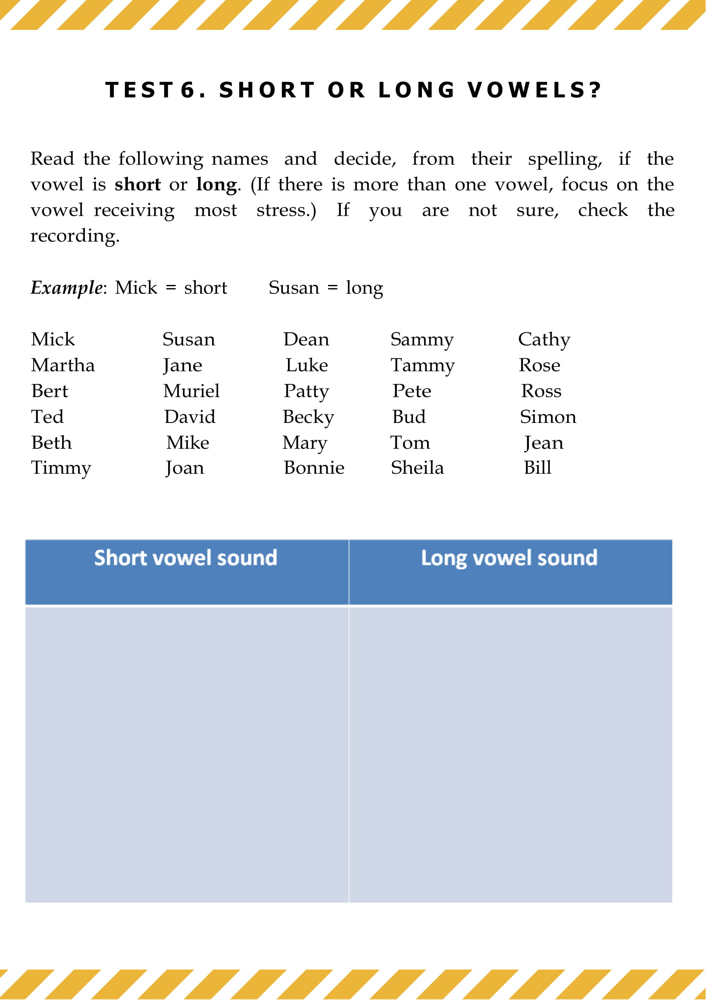 TEST 6. SHORT OR LONG VOWELS?
Read the following names and decide, from their spelling, if the
vowel is short or long. (If there is more than one vowel, focus on the
vowel receiving most stress.) If you are not sure, check the
recording.
Example: Mick = short Susan = long
Mick Susan Dean Sammy Cathy
Martha Jane Luke Tammy Rose
Bert Muriel Patty Pete Ross
Ted David Becky Bud Simon
Beth Mike Mary Tom Jean
Timmy Joan Bonnie Sheila Bill
Short vowel sound Long vowel sound